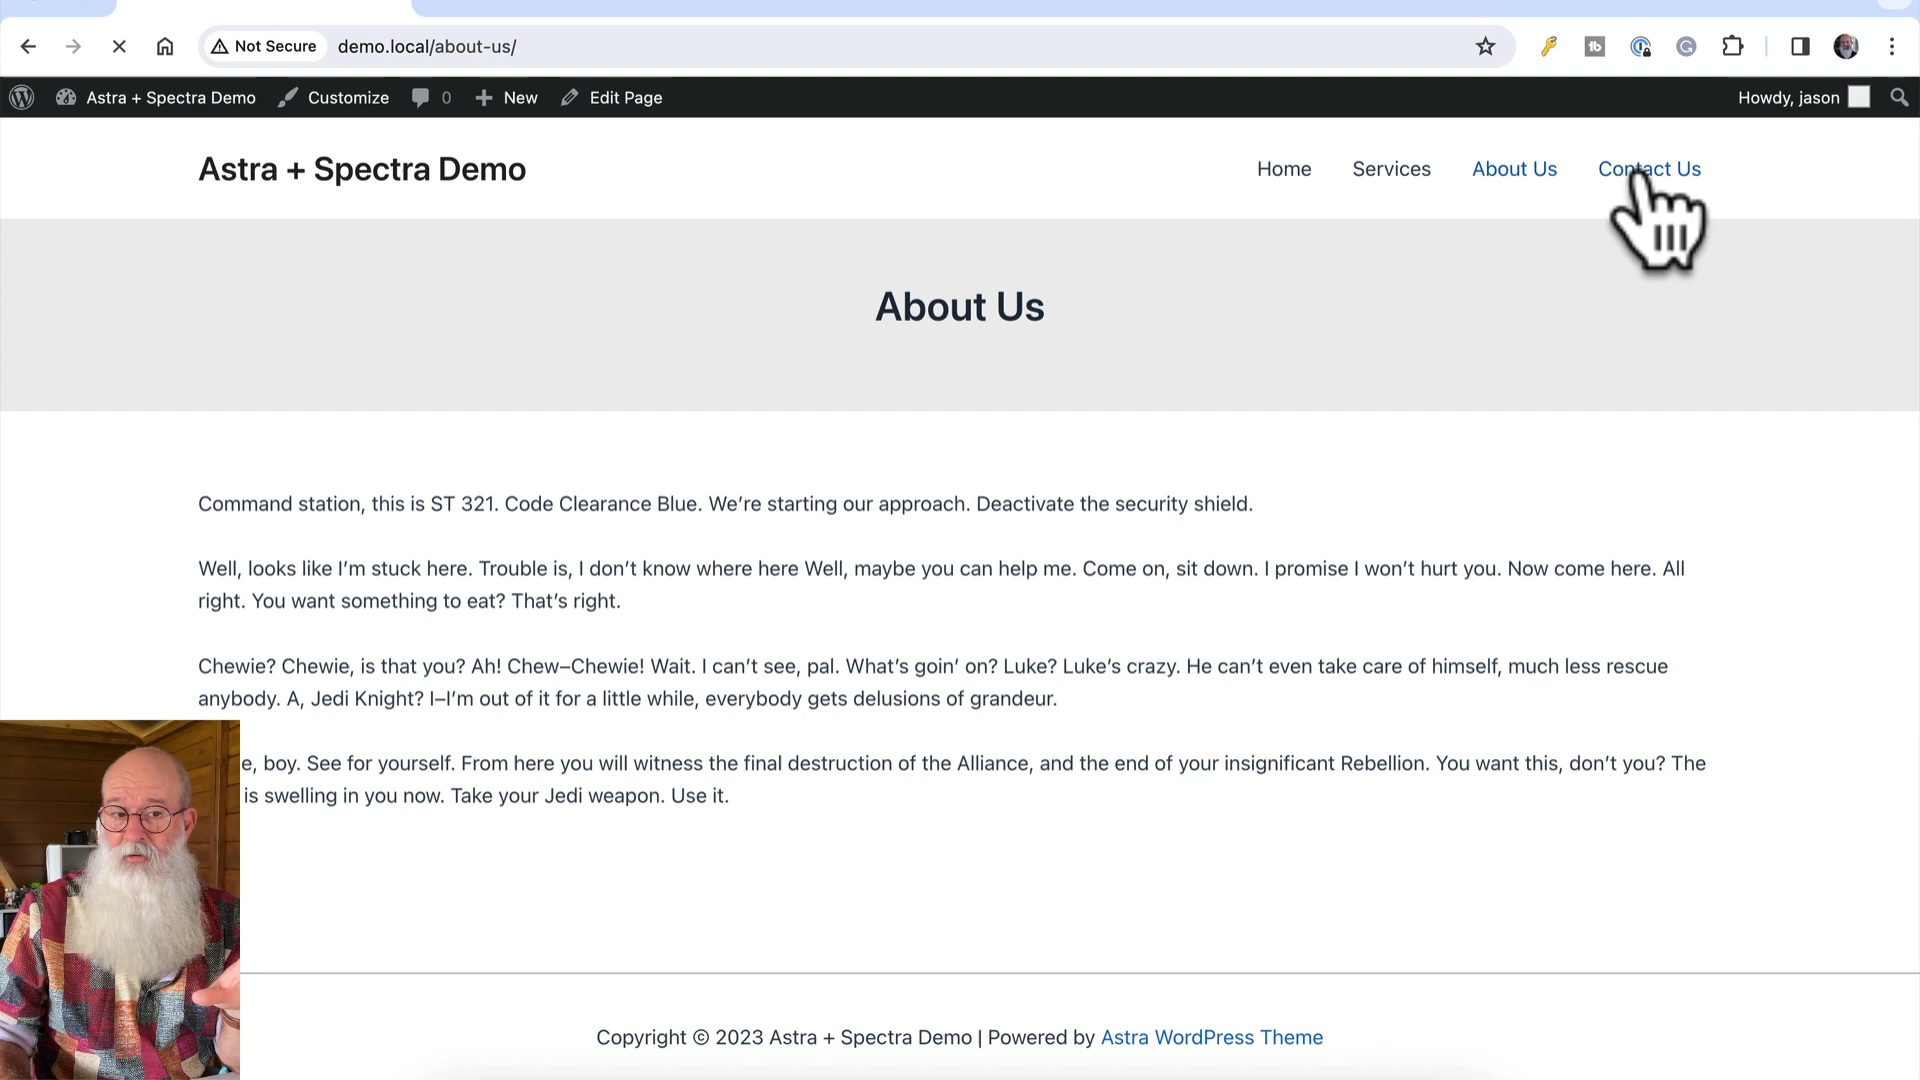 Not Secure demo.local/about-us/
Astra + Spectra Demo Customize 0 New Edit Page Howdy, jason
Astra + Spectra Demo Home Services About Us Contact Us
About Us
Command station, this is ST 321. Code Clearance Blue. We’re starting our approach. Deactivate the security shield.
Well, looks like I’m stuck here. Trouble is, I don’t know where here Well, maybe you can help me. Come on, sit down. I promise I won’t hurt you. Now come here. All
right. You want something to eat? That’s right.
Chewie? Chewie, is that you? Ah! Chew–Chewie! Wait. I can’t see, pal. What’s goin’ on? Luke? Luke’s crazy. He can’t even take care of himself, much less rescue
anybody. A, Jedi Knight? I–I’m out of it for a little while, everybody gets delusions of grandeur.
e, boy. See for yourself. From here you will witness the final destruction of the Alliance, and the end of your insignificant Rebellion. You want this, don’t you? The
is swelling in you now. Take your Jedi weapon. Use it.
Copyright © 2023 Astra + Spectra Demo | Powered by Astra WordPress Theme